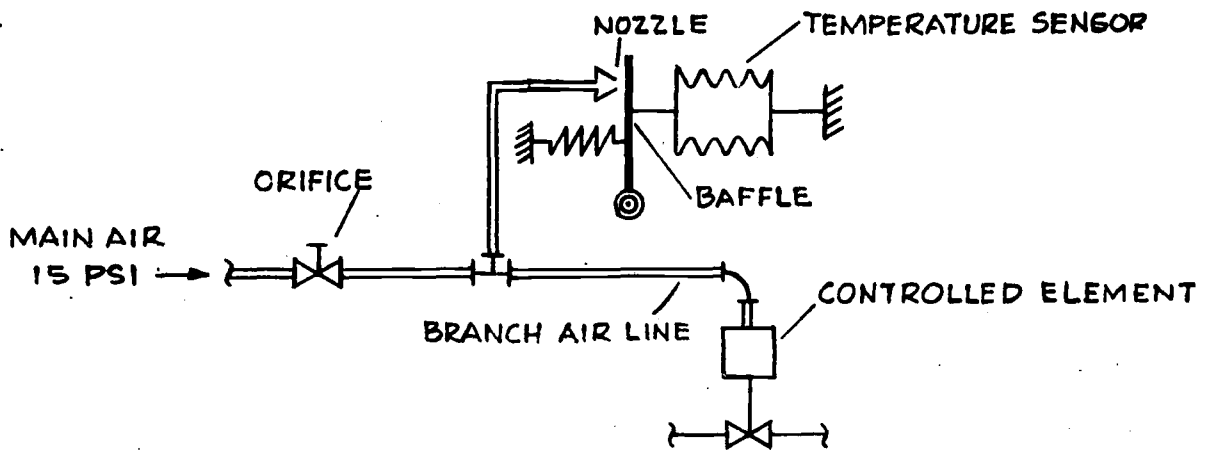 NOZZLE
TEMPERATURE SENSOR
ORIFICE
BAFFLE
MAIN AIR
15 PSI
CONTROLLED ELEMENT
BRANCH AIR LINE